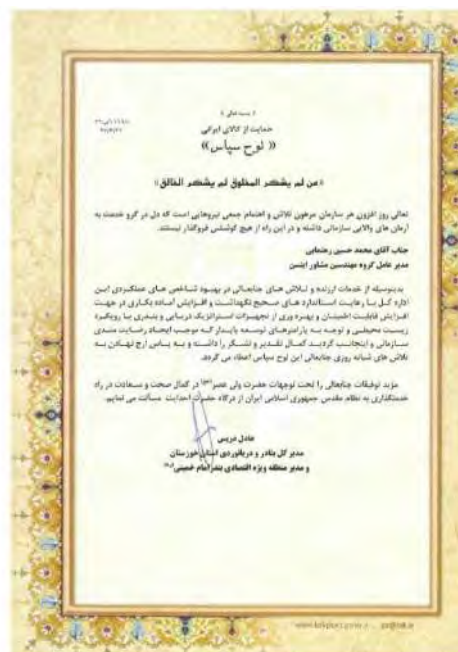 « بسمه تعالی »
حمایت از کالای ایرانی
« لوح سپاس »
«من لم یشکر المخلوق لم یشکر الخالق»
تعالی روز افزون هر سازمان مرهون تلاش و اهتمام جمعی نیروهایی است که دل در گرو خدمت به
آرمان های والای سازمانی داشته و در این راه از هیچ کوششی فروگذار نیستند.
جناب آقای محمد حسین رهنمایی
مدیر عامل گروه مهندسین مشاور ایتسن
بدینوسیله از خدمات ارزنده و تلاش های جنابعالی در بهبود شاخص های عملکردی این
اداره کل با رعایت استانداردهای صحیح نگهداشت و افزایش آماده بکاری در جهت
افزایش قابلیت اطمینان و بهره وری از تجهیزات استراتژیک دریایی و بندری با رویکرد
زیست محیطی و توجه به پارامترهای توسعه پایدار که موجب ایجاد رضایت مندی
سازمانی و اینجانب گردید کمال تقدیر و تشکر را داشته و به پاس ارج نهادن به
تلاش های شبانه روزی جنابعالی این لوح سپاس اعطاء می گردد.
مزید توفیقات جنابعالی را تحت توجهات حضرت ولی عصر(عج) در کمال صحت و سعادت در راه
خدمتگذاری به نظام مقدس جمهوری اسلامی ایران از درگاه حضرت احدیت مسألت می نمایم.
عادل دریس
مدیر کل بنادر و دریانوردی استان خوزستان
و مدیر منطقه ویژه اقتصادی بندر امام خمینی(ره)